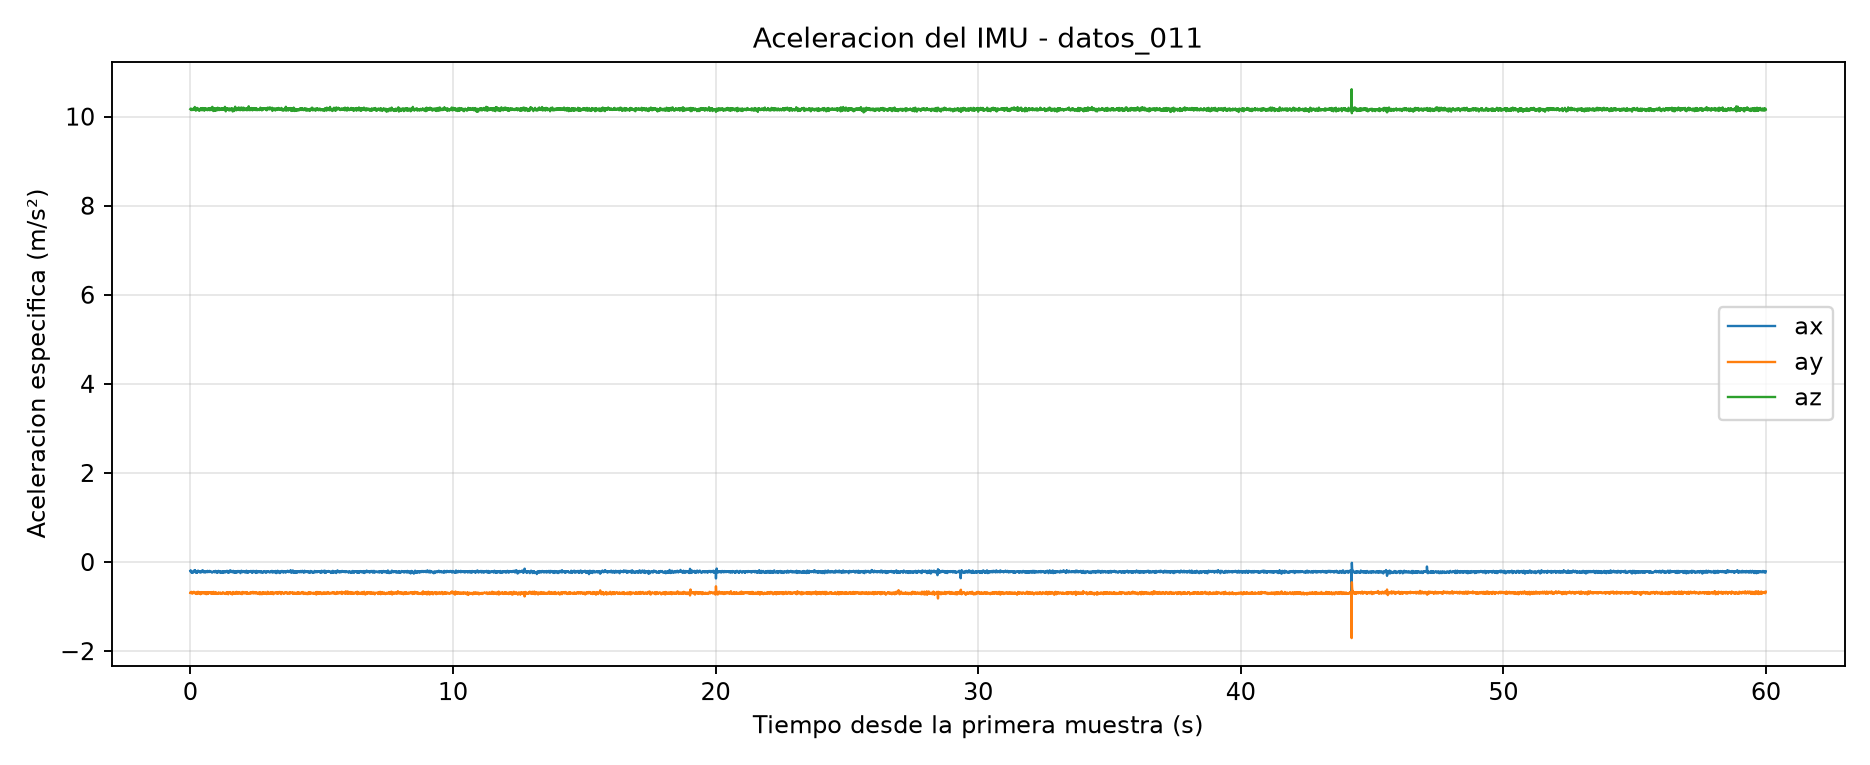 Aceleracion del IMU - datos_011
Aceleracion especifica (m/s²)
10
8
6
4
2
0
−2
ax
ay
az
0 10 20 30 40 50 60
Tiempo desde la primera muestra (s)